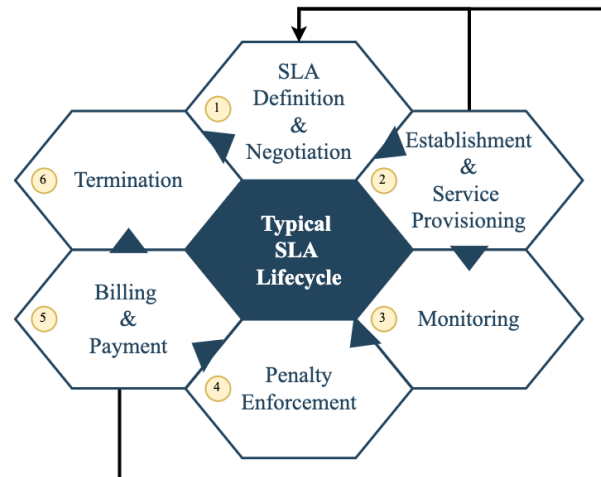 1
SLA
Definition
&
Negotiation
2
Establishment
&
Service
Provisioning
6
Termination
Typical
SLA
Lifecycle
3
Monitoring
5
Billing
&
Payment
4
Penalty
Enforcement